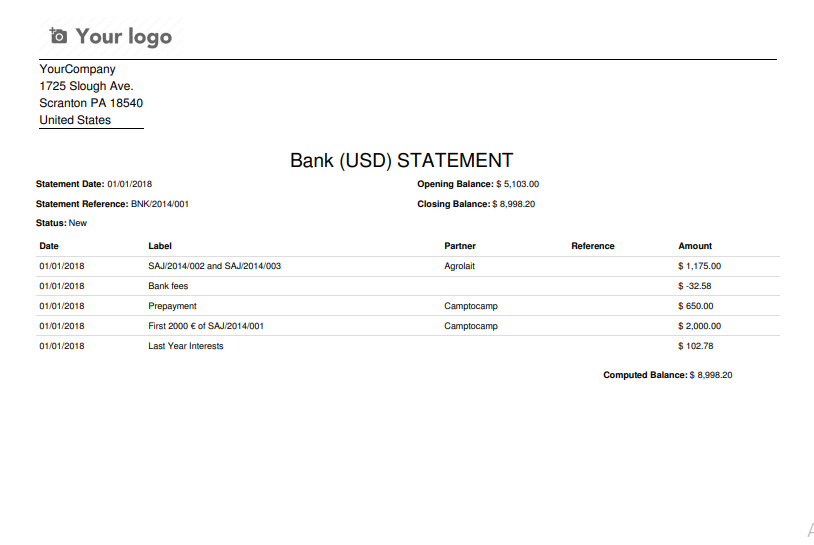 Your logo
YourCompany
1725 Slough Ave.
Scranton PA 18540
United States
Bank (USD) STATEMENT
Statement Date: 01/01/2018 Opening Balance: $ 5,103.00
Statement Reference: BNK/2014/001 Closing Balance: $ 8,998.20
Status: New
Date Label Partner Reference Amount
01/01/2018 SAJ/2014/002 and SAJ/2014/003 Agrolait $ 1,175.00
01/01/2018 Bank fees $ -32.58
01/01/2018 Prepayment Camptocamp $ 650.00
01/01/2018 First 2000 € of SAJ/2014/001 Camptocamp $ 2,000.00
01/01/2018 Last Year Interests $ 102.78
Computed Balance: $ 8,998.20